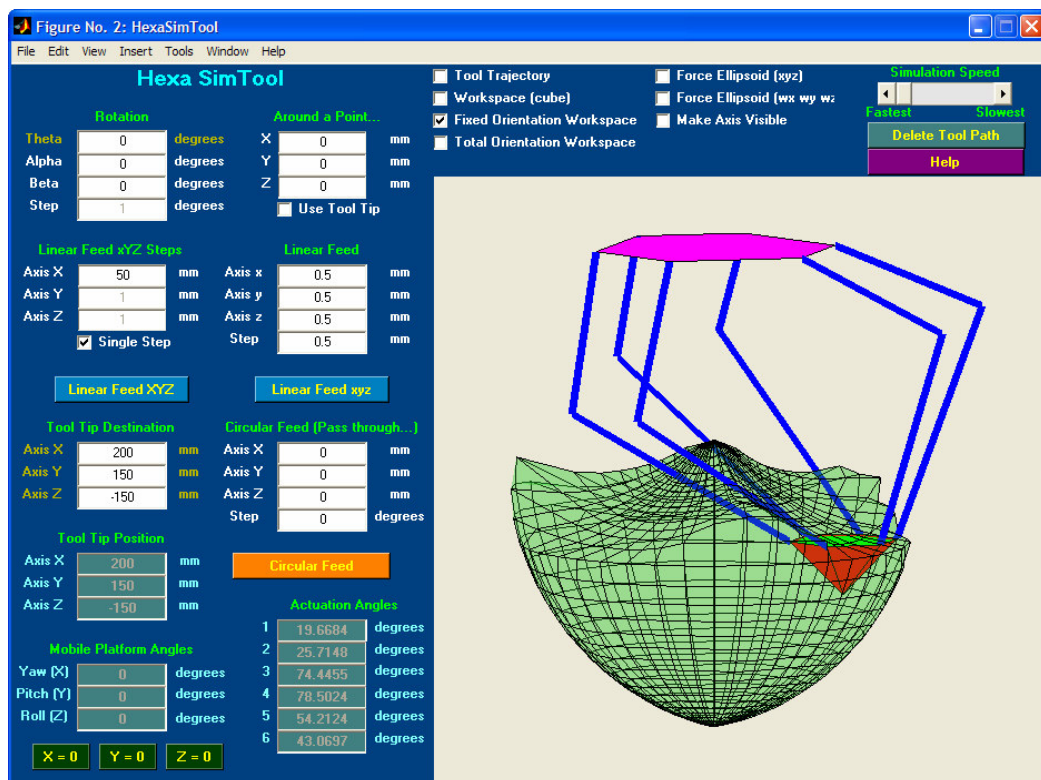 Figure No. 2: HexaSimTool
File Edit View Insert Tools Window Help
Hexa SimTool
Rotation
Theta 0 degrees
Alpha 0 degrees
Beta 0 degrees
Step 1 degrees
Around a Point...
X 0 mm
Y 0 mm
Z 0 mm
Use Tool Tip
Linear Feed xYZ Steps
Axis X 50 mm
Axis Y 1 mm
Axis Z 1 mm
Single Step
Linear Feed
Axis x 0.5 mm
Axis y 0.5 mm
Axis z 0.5 mm
Step 0.5 mm
Linear Feed XYZ
Linear Feed xyz
Tool Tip Destination
Axis X 200 mm
Axis Y 150 mm
Axis Z -150 mm
Circular Feed (Pass through...)
Axis X 0 mm
Axis Y 0 mm
Axis Z 0 mm
Step 0 degrees
Tool Tip Position
Axis X 200 mm
Axis Y 150 mm
Axis Z -150 mm
Circular Feed
Mobile Platform Angles
Yaw (X) 0 degrees
Pitch (Y) 0 degrees
Roll (Z) 0 degrees
X = 0 Y = 0 Z = 0
Actuation Angles
1 19.6684 degrees
2 25.7148 degrees
3 74.4455 degrees
4 78.5024 degrees
5 54.2124 degrees
6 43.0697 degrees
Tool Trajectory
Workspace (cube)
Fixed Orientation Workspace
Total Orientation Workspace
Force Ellipsoid (xyz)
Force Ellipsoid (wx wy wz
Make Axis Visible
Simulation Speed
Fastest Slowest
Delete Tool Path
Help